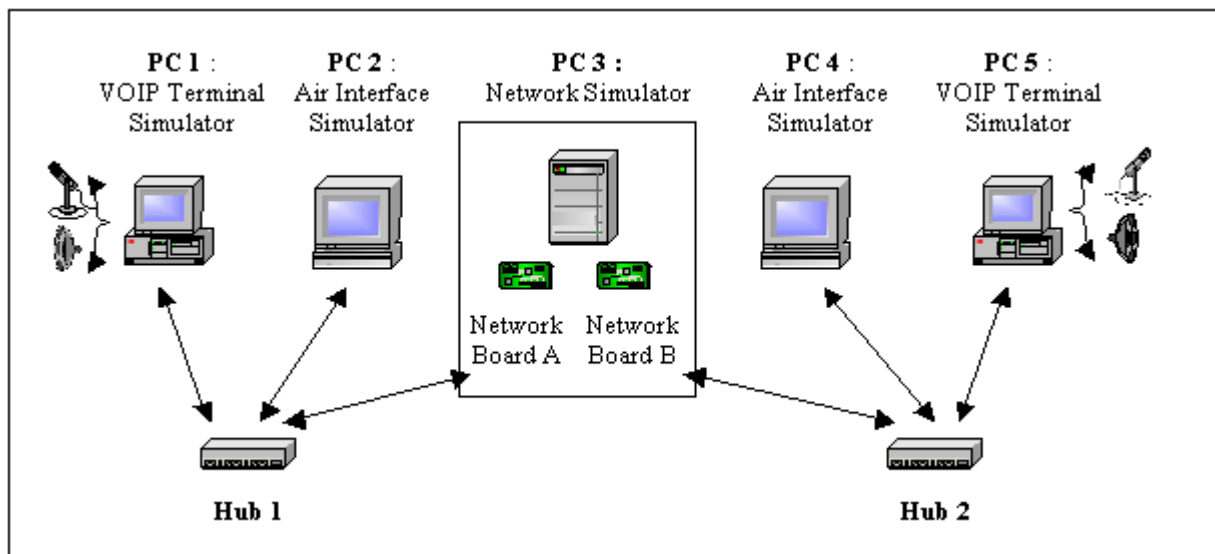 PC 1 :
VOIP Terminal
Simulator
PC 2 :
Air Interface
Simulator
PC 3 :
Network Simulator
PC 4 :
Air Interface
Simulator
PC 5 :
VOIP Terminal
Simulator
Network
Board A
Network
Board B
Hub 1
Hub 2